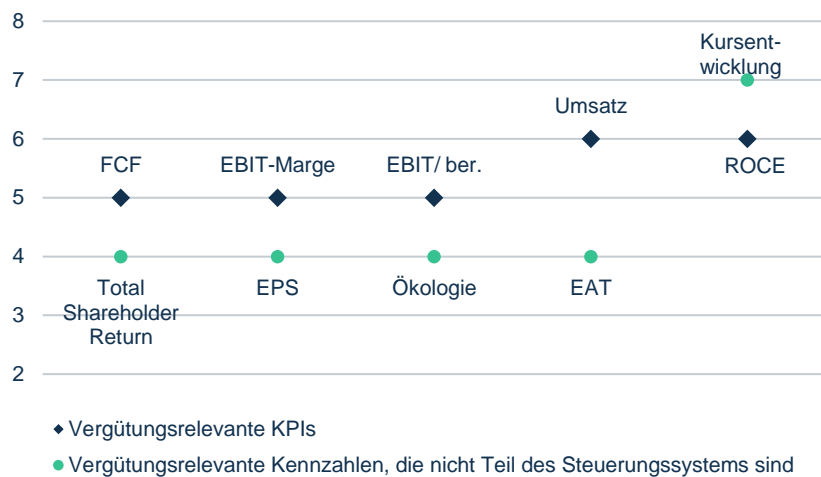 8
Kursent-
wicklung
7
Umsatz
6
FCF
EBIT-Marge
EBIT/ ber.
ROCE
5
4
Total
Shareholder
Return
EPS
Ökologie
EAT
3
2
Vergütungsrelevante KPIs
Vergütungsrelevante Kennzahlen, die nicht Teil des Steuerungssystems sind